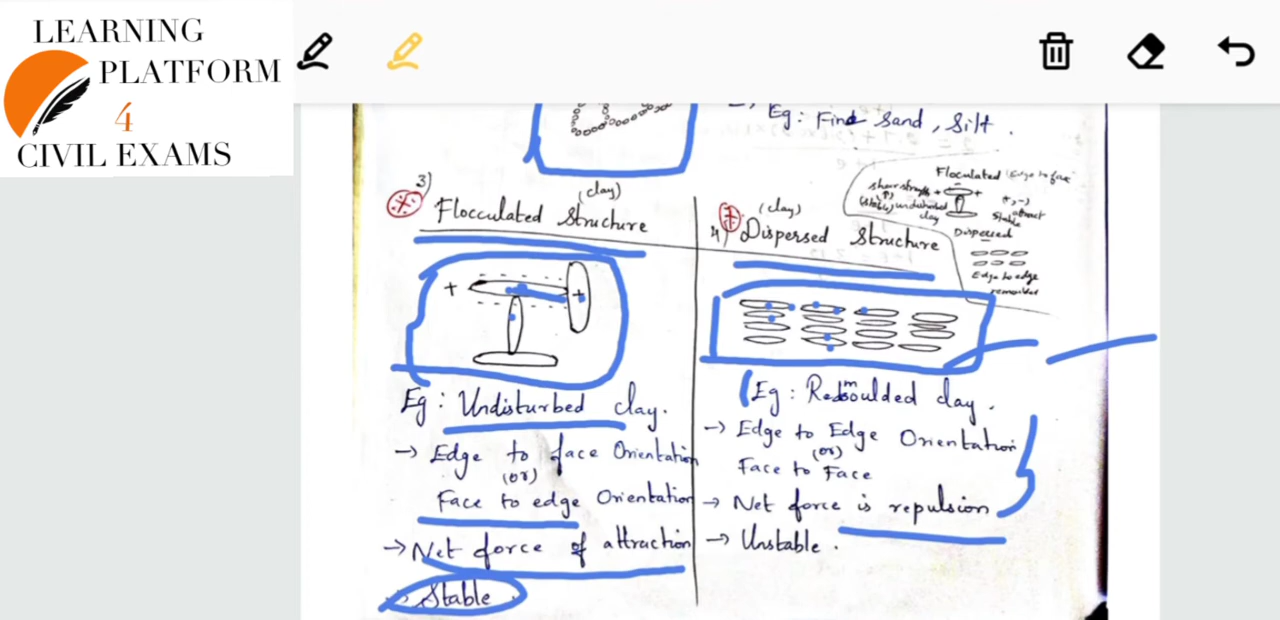 LEARNING
PLATFORM
4
CIVIL EXAMS
Eg: Fine sand, Silt.
3)
(clay)
Flocculated Structure
Eg: Undisturbed clay.
→ Edge to face Orientation
(or)
Face to edge Orientation
→ Net force of attraction
→ Stable
(clay)
4) Dispersed Structure
Eg: Remoulded clay.
→ Edge to Edge Orientation
(or)
Face to Face
→ Net force is repulsion
→ Unstable.
Floculated (Edge to face
shear strength
(stable) undisturbed
clay
(+,-)
attract
Stable
Dispersed
Edge to edge
remoulded